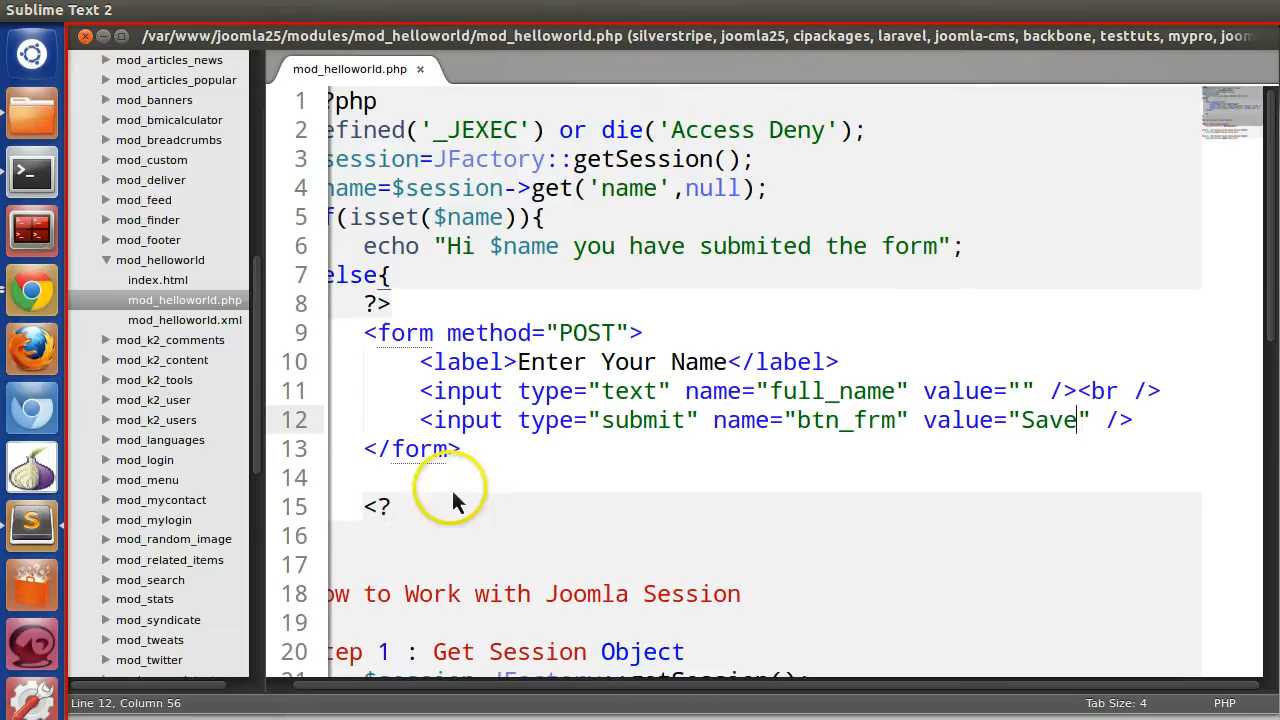 Sublime Text 2
/var/www/joomla25/modules/mod_helloworld/mod_helloworld.php (silverstripe, joomla25, cipackages, laravel, joomla-cms, backbone, testtuts, mypro, joom
mod_articles_news
mod_articles_popular
mod_banners
mod_bmicalculator
mod_breadcrumbs
mod_custom
mod_deliver
mod_feed
mod_finder
mod_footer
mod_helloworld
index.html
mod_helloworld.php
mod_helloworld.xml
mod_k2_comments
mod_k2_content
mod_k2_tools
mod_k2_user
mod_k2_users
mod_languages
mod_login
mod_menu
mod_mycontact
mod_mylogin
mod_random_image
mod_related_items
mod_search
mod_stats
mod_syndicate
mod_tweats
mod_twitter
mod_helloworld.php ×
1 ?php
2 efined('_JEXEC') or die('Access Deny');
3 session=JFactory::getSession();
4 name=$session->get('name',null);
5 f(isset($name)){
6 echo "Hi $name you have submited the form";
7 else{
8 ?>
9 <form method="POST">
10 <label>Enter Your Name</label>
11 <input type="text" name="full_name" value="" /><br />
12 <input type="submit" name="btn_frm" value="Save" />
13 </form>
14
15 <?
16
17
18 ow to Work with Joomla Session
19
20 tep 1 : Get Session Object
Line 12, Column 56
Tab Size: 4
PHP